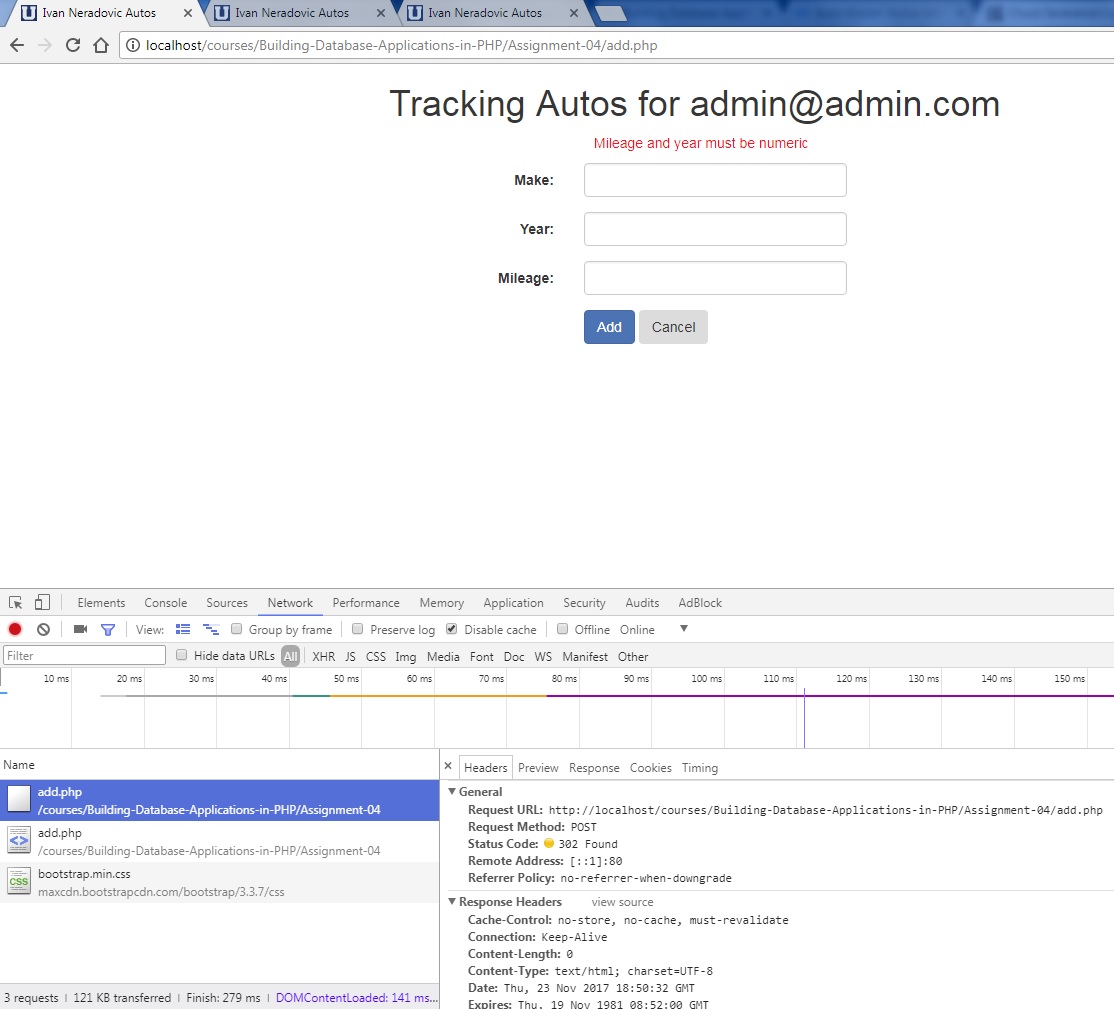 Ivan Neradovic Autos
Ivan Neradovic Autos
Ivan Neradovic Autos
localhost/courses/Building-Database-Applications-in-PHP/Assignment-04/add.php
Tracking Autos for admin@admin.com
Mileage and year must be numeric
Make:
Year:
Mileage:
Add Cancel
Elements Console Sources Network Performance Memory Application Security Audits AdBlock
View: Group by frame Preserve log Disable cache Offline Online
Filter Hide data URLs All XHR JS CSS Img Media Font Doc WS Manifest Other
10 ms 20 ms 30 ms 40 ms 50 ms 60 ms 70 ms 80 ms 90 ms 100 ms 110 ms 120 ms 130 ms 140 ms 150 ms
Name
add.php
/courses/Building-Database-Applications-in-PHP/Assignment-04
add.php
/courses/Building-Database-Applications-in-PHP/Assignment-04
CSS
bootstrap.min.css
maxcdn.bootstrapcdn.com/bootstrap/3.3.7/css
3 requests | 121 KB transferred | Finish: 279 ms | DOMContentLoaded: 141 ms...
Headers Preview Response Cookies Timing
General
Request URL: http://localhost/courses/Building-Database-Applications-in-PHP/Assignment-04/add.php
Request Method: POST
Status Code: 302 Found
Remote Address: [::1]:80
Referrer Policy: no-referrer-when-downgrade
Response Headers view source
Cache-Control: no-store, no-cache, must-revalidate
Connection: Keep-Alive
Content-Length: 0
Content-Type: text/html; charset=UTF-8
Date: Thu, 23 Nov 2017 18:50:32 GMT
Expires: Thu, 19 Nov 1981 08:52:00 GMT